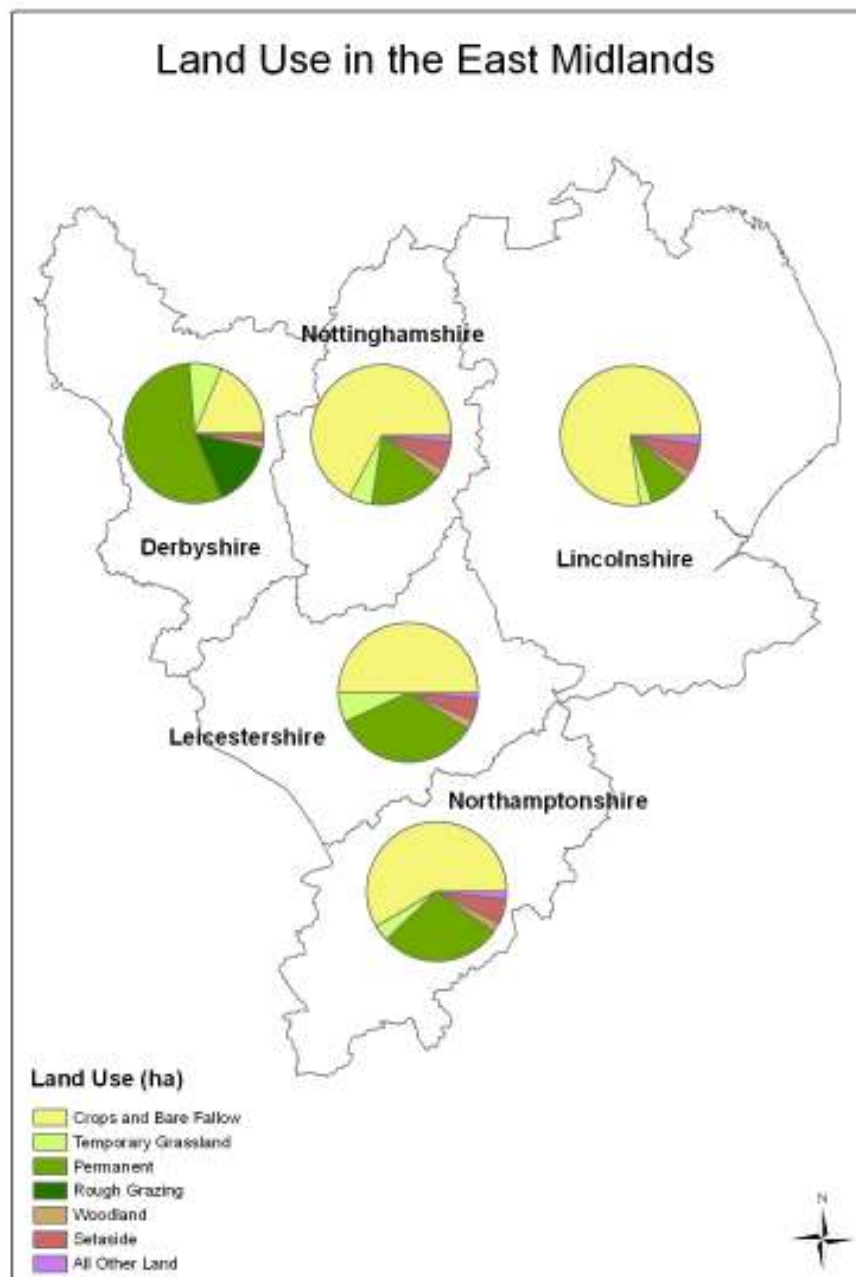 Land Use in the East Midlands
Nottinghamshire
Derbyshire
Lincolnshire
Leicestershire
Northamptonshire
Land Use (ha)
Crops and Bare Fallow
Temporary Grassland
Permanent
Rough Grazing
Woodland
Setaside
All Other Land
N